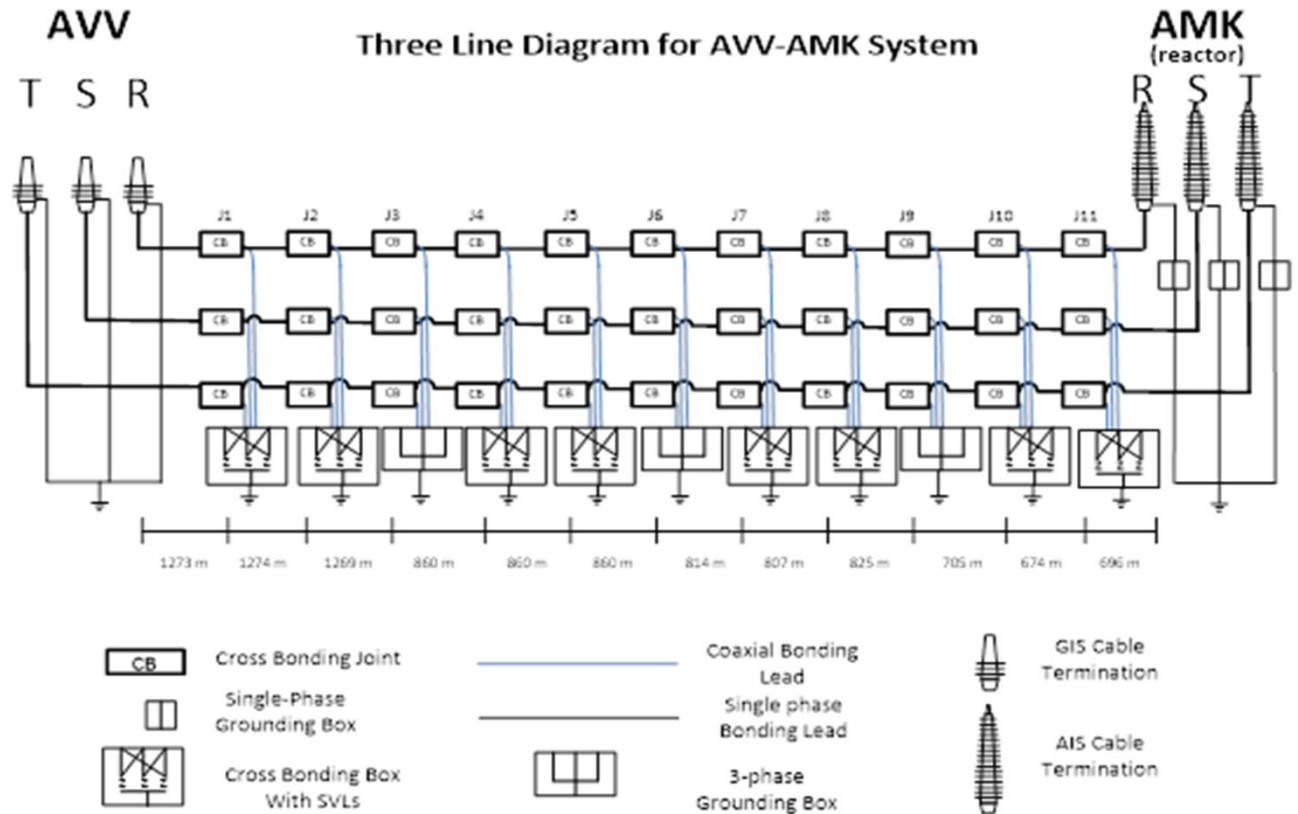 AVV
AMK
(reactor)
Three Line Diagram for AVV-AMK System
T S R
R S T
J1 J2 J3 J4 J5 J6 J7 J8 J9 J10 J11
CB CB CB CB CB CB CB CB CB CB CB
CB CB CB CB CB CB CB CB CB CB CB
CB CB CB CB CB CB CB CB CB CB CB
1273 m 1274 m 1269 m 860 m 860 m 860 m 814 m 807 m 825 m 705 m 674 m 696 m
CB
Cross Bonding Joint
Single-Phase
Grounding Box
Cross Bonding Box
With SVLs
Coaxial Bonding
Lead
Single phase
Bonding Lead
3-phase
Grounding Box
GIS Cable
Termination
AIS Cable
Termination